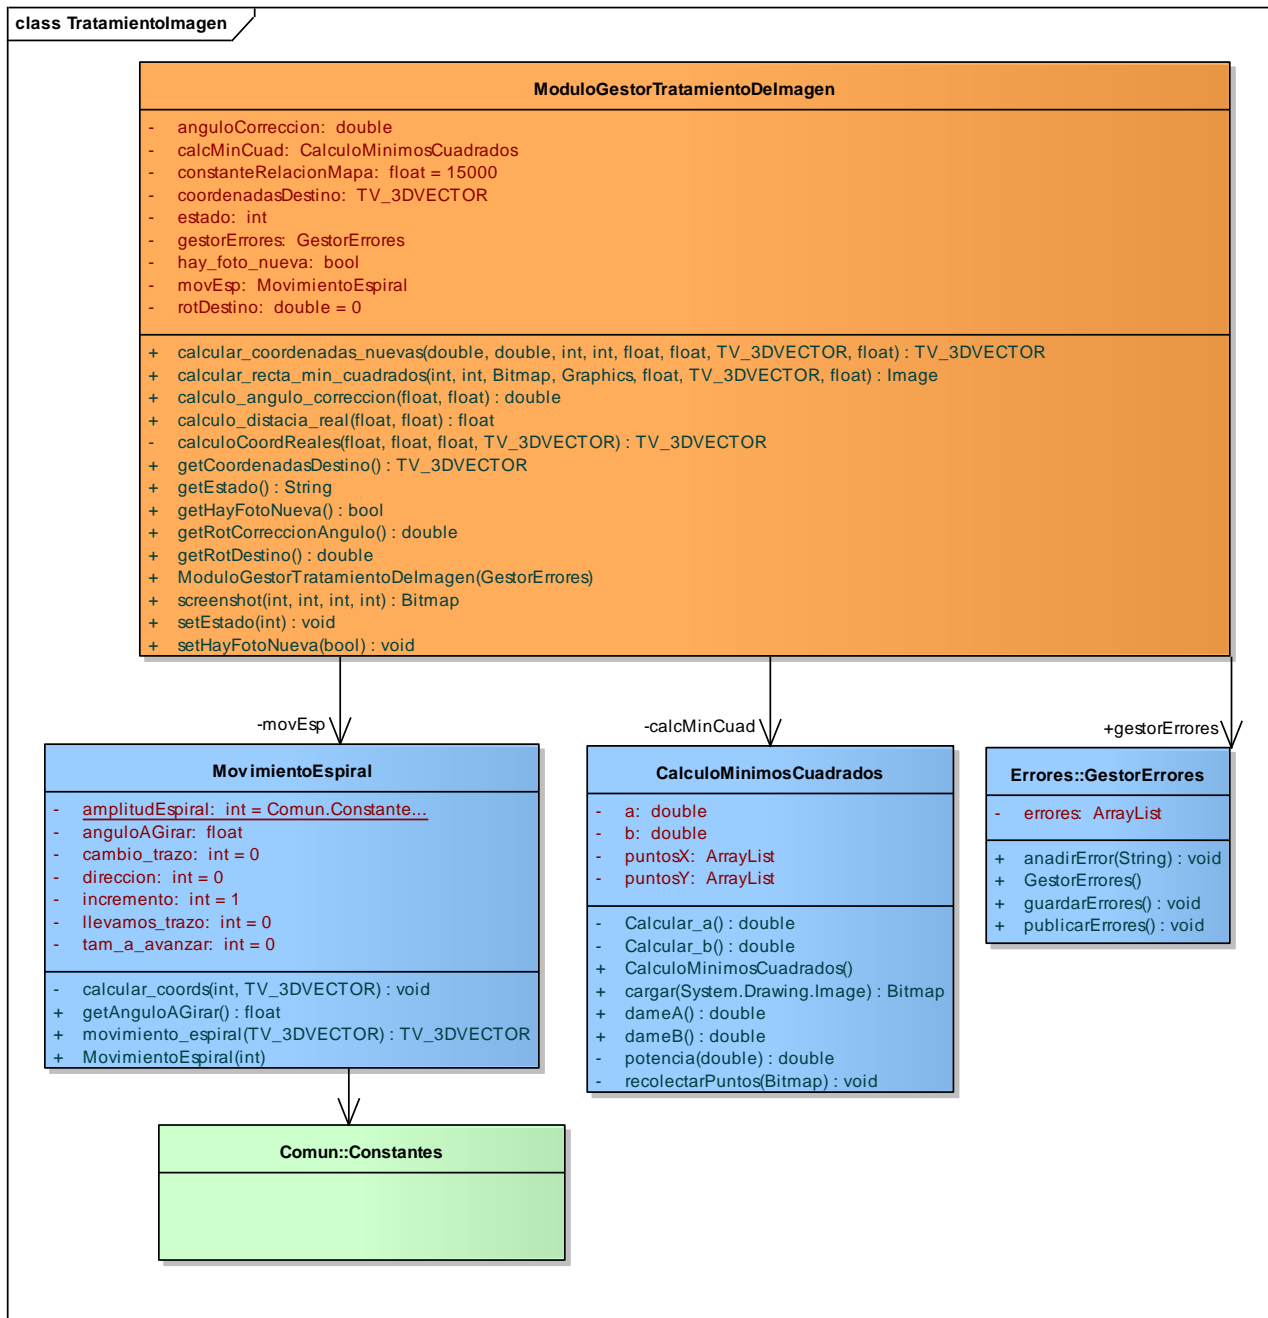 class TratamientoImagen
ModuloGestorTratamientoDeImagen
- anguloCorreccion: double
- calcMinCuad: CalculoMinimosCuadrados
- constanteRelacionMapa: float = 15000
- coordenadasDestino: TV_3DVECTOR
- estado: int
- gestorErrores: GestorErrores
- hay_foto_nueva: bool
- movEsp: MovimientoEspiral
- rotDestino: double = 0
+ calcular_coordenadas_nuevas(double, double, int, int, float, float, TV_3DVECTOR, float) : TV_3DVECTOR
+ calcular_recta_min_cuadrados(int, int, Bitmap, Graphics, float, TV_3DVECTOR, float) : Image
+ calculo_angulo_correccion(float, float) : double
+ calculo_distacia_real(float, float) : float
- calculoCoordReales(float, float, float, TV_3DVECTOR) : TV_3DVECTOR
+ getCoordenadasDestino() : TV_3DVECTOR
+ getEstado() : String
+ getHayFotoNueva() : bool
+ getRotCorreccionAngulo() : double
+ getRotDestino() : double
+ ModuloGestorTratamientoDeImagen(GestorErrores)
+ screenshot(int, int, int, int) : Bitmap
+ setEstado(int) : void
+ setHayFotoNueva(bool) : void
-movEsp
-calcMinCuad
+gestorErrores
MovimientoEspiral
- amplitudEspiral: int = Comun.Constante...
- anguloAGirar: float
- cambio_trazo: int = 0
- direccion: int = 0
- incremento: int = 1
- llevamos_trazo: int = 0
- tam_a_avanzar: int = 0
- calcular_coords(int, TV_3DVECTOR) : void
+ getAnguloAGirar() : float
+ movimiento_espiral(TV_3DVECTOR) : TV_3DVECTOR
+ MovimientoEspiral(int)
CalculoMinimosCuadrados
- a: double
- b: double
- puntosX: ArrayList
- puntosY: ArrayList
- Calcular_a() : double
- Calcular_b() : double
+ CalculoMinimosCuadrados()
+ cargar(System.Drawing.Image) : Bitmap
+ dameA() : double
+ dameB() : double
- potencia(double) : double
- recolectarPuntos(Bitmap) : void
Errores::GestorErrores
- errores: ArrayList
+ anadirError(String) : void
+ GestorErrores()
+ guardarErrores() : void
+ publicarErrores() : void
Comun::Constantes